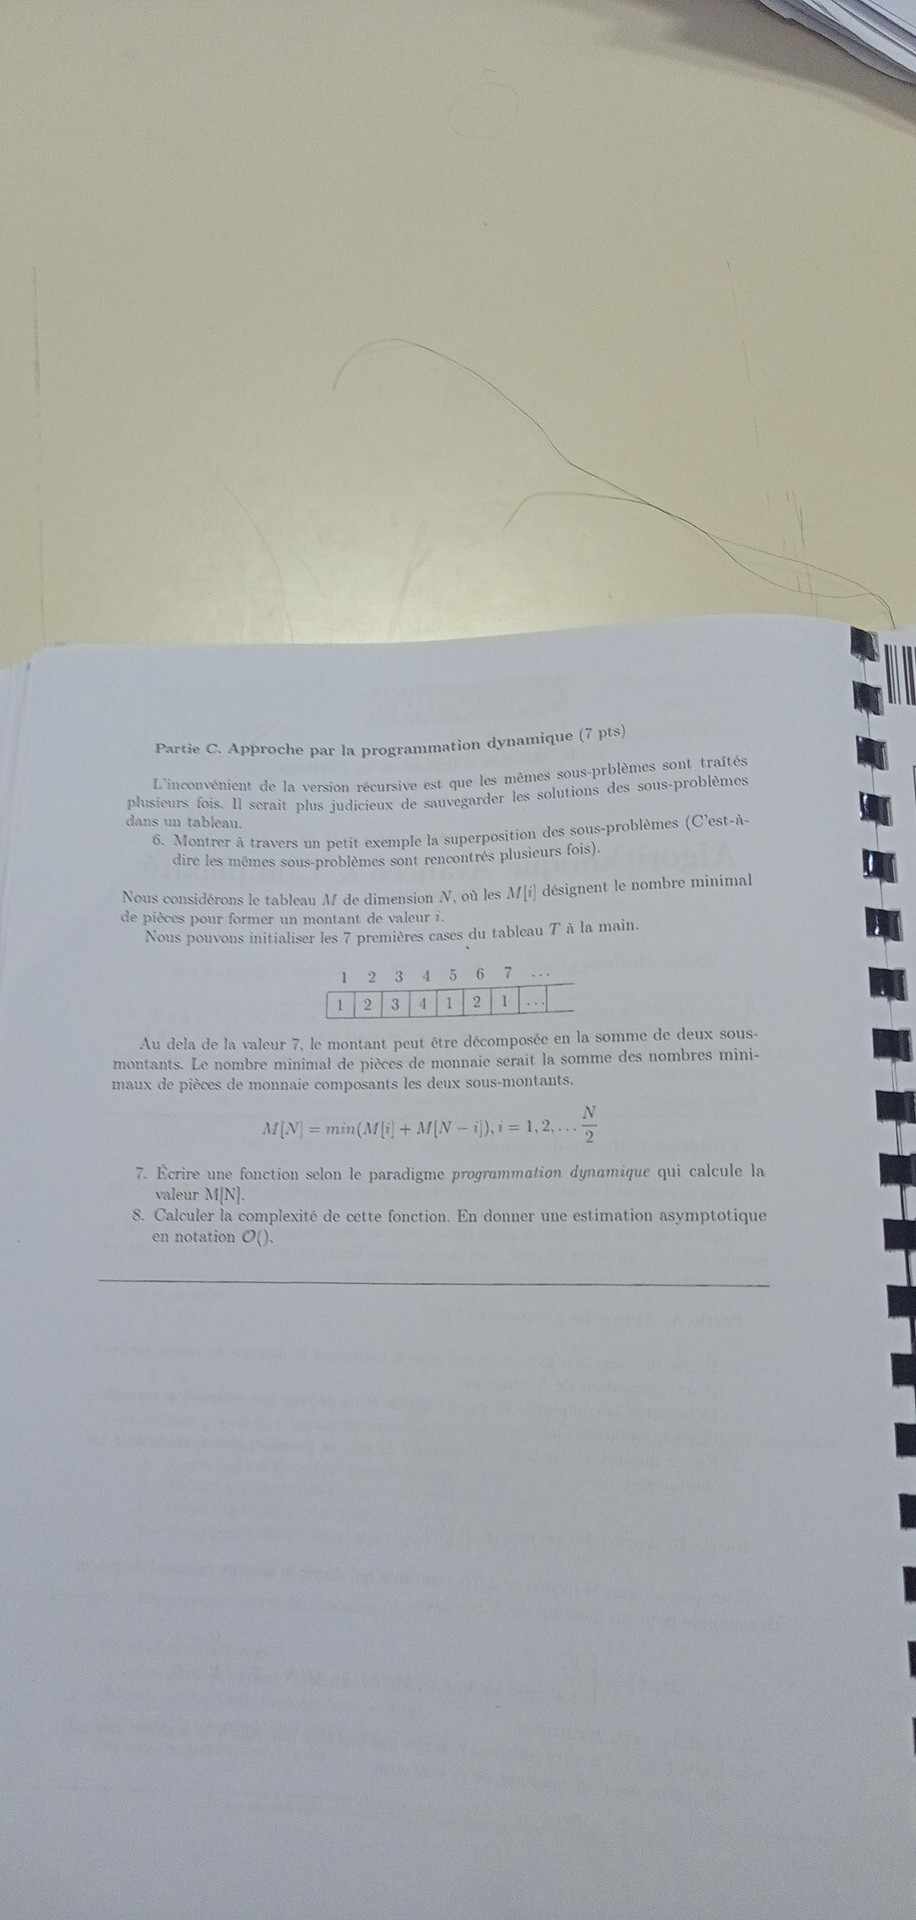 Partie C. Approche par la programmation dynamique (7 pts)
L'inconvénient de la version récursive est que les mêmes sous-prblèmes sont traîtés
plusieurs fois. Il serait plus judicieux de sauvegarder les solutions des sous-problèmes
dans un tableau.
6. Montrer à travers un petit exemple la superposition des sous-problèmes (C'est-à-
dire les mêmes sous-problèmes sont rencontrés plusieurs fois).
Nous considérons le tableau M de dimension N, où les M[i] désignent le nombre minimal
de pièces pour former un montant de valeur i.
Nous pouvons initialiser les 7 premières cases du tableau T à la main.
1 2 3 4 5 6 7 ...
1 2 3 4 1 2 1 ...
Au dela de la valeur 7, le montant peut être décomposée en la somme de deux sous-
montants. Le nombre minimal de pièces de monnaie serait la somme des nombres mini-
maux de pièces de monnaie composants les deux sous-montants.
M[N] = min(M[i] + M[N − i]), i = 1, 2, ... N/2
7. Écrire une fonction selon le paradigme programmation dynamique qui calcule la
valeur M[N].
8. Calculer la complexité de cette fonction. En donner une estimation asymptotique
en notation O().